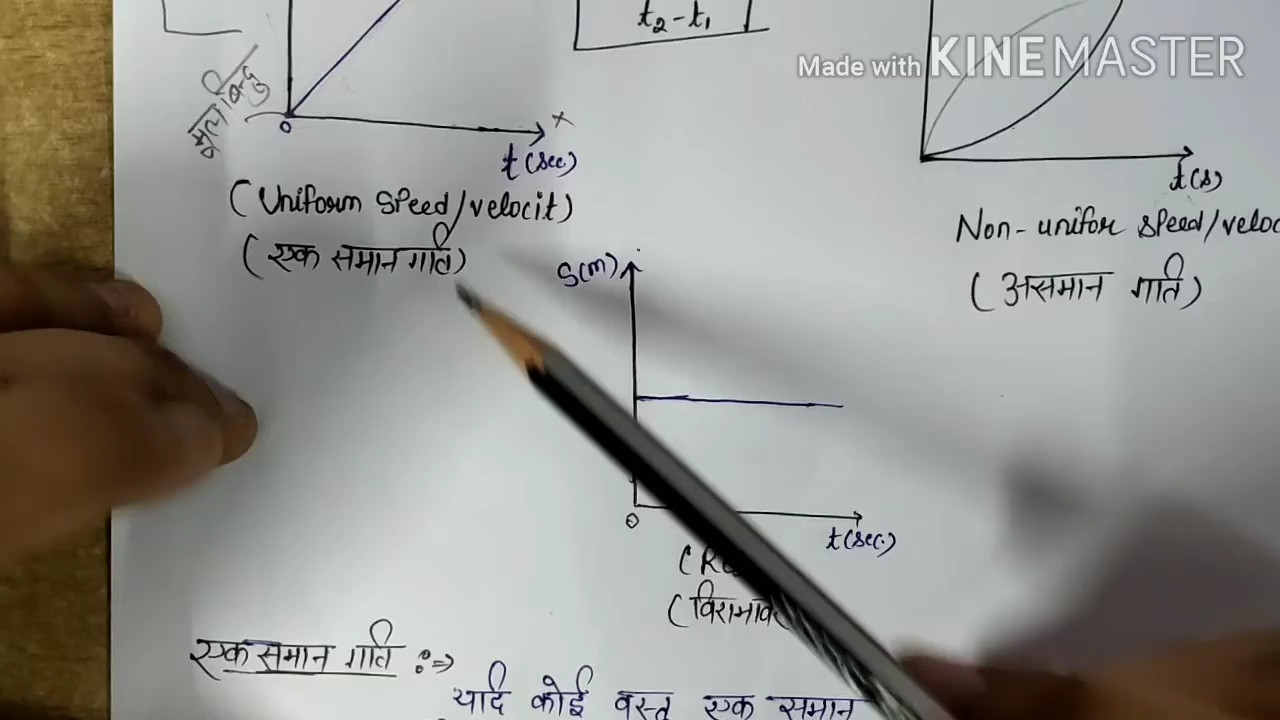 t₂-t₁
Made with KINEMASTER
मूल बिन्दु
0
x
t(sec)
t(s)
(Uniform speed/velocit)
(एक समान गति)
Non-unifor speed/veloc
(असमान गति)
S(m)
0
t(sec)
(
(विरामाव
एक समान गति :⇒
यदि कोई वस्तु एक समान